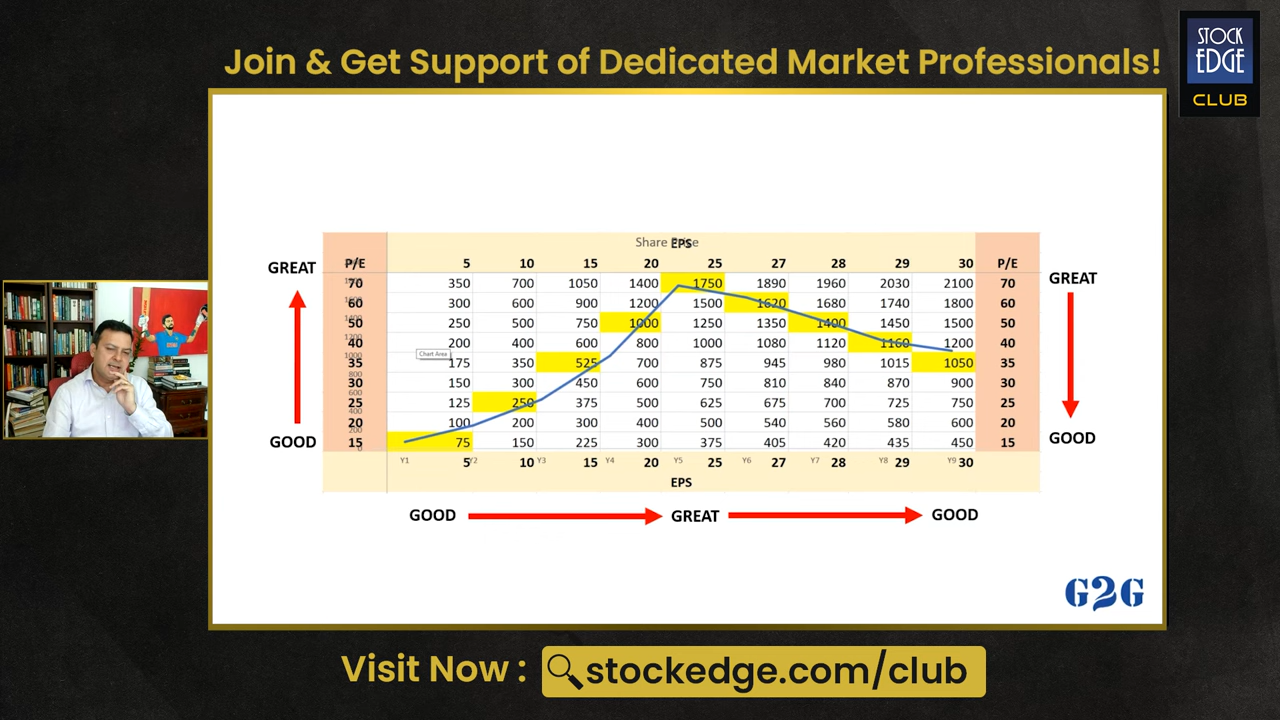 Join & Get Support of Dedicated Market Professionals!
STOCK
EDGE
CLUB
Share Price
EPS
GREAT
GOOD
P/E 5 10 15 20 25 27 28 29 30 P/E
70 350 700 1050 1400 1750 1890 1960 2030 2100 70
60 300 600 900 1200 1500 1620 1680 1740 1800 60
50 250 500 750 1000 1250 1350 1400 1450 1500 50
40 200 400 600 800 1000 1080 1120 1160 1200 40
Chart Area
35 175 350 525 700 875 945 980 1015 1050 35
30 150 300 450 600 750 810 840 870 900 30
25 125 250 375 500 625 675 700 725 750 25
20 100 200 300 400 500 540 560 580 600 20
15 75 150 225 300 375 405 420 435 450 15
Y1 Y2 Y3 Y4 Y5 Y6 Y7 Y8 Y9
5 10 15 20 25 27 28 29 30
EPS
GREAT
GOOD
GOOD GREAT GOOD
G2G
Visit Now :
stockedge.com/club